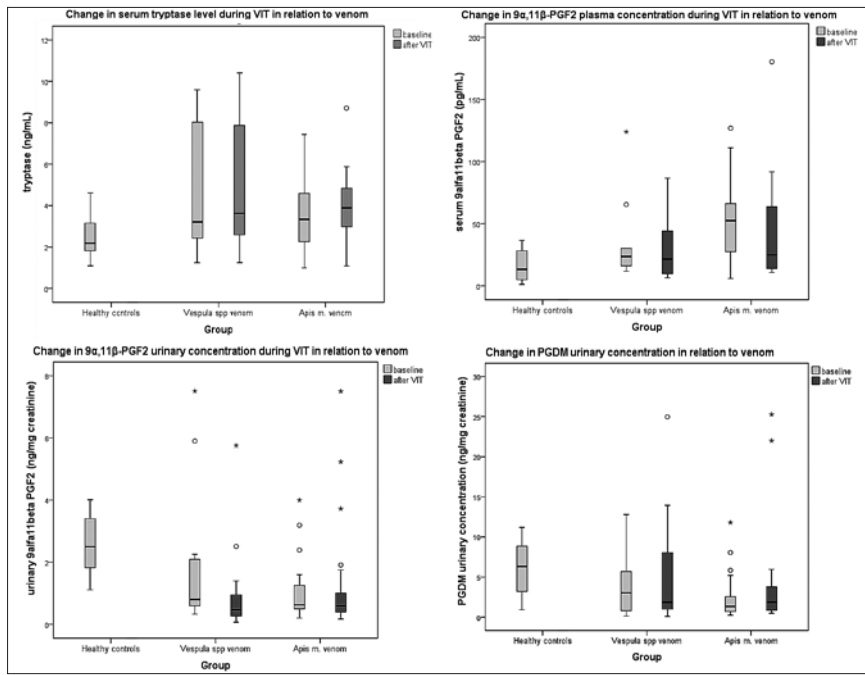 Change in serum tryptase level during VIT in relation to venom
baseline
after VIT
tryptase (ng/mL)
12
10
8
6
4
2
0
Healthy controls
Vespula spp venom
Apis m. venom
Group
Change in 9α,11β-PGF2 plasma concentration during VIT in relation to venom
baseline
after VIT
serum 9alfa11beta PGF2 (pg/mL)
200
150
100
50
0
Healthy controls
Vespula spp venom
Apis m. venom
Group
Change in 9α,11β-PGF2 urinary concentration during VIT in relation to venom
baseline
after VIT
urinary 9alfa11beta PGF2 (ng/mg creatinine)
8
6
4
2
0
Healthy controls
Vespula spp venom
Apis m. venom
Group
Change in PGDM urinary concentration in relation to venom
baseline
after VIT
PGDM urinary concentration (ng/mg creatinine)
30
25
20
15
10
5
0
Healthy controls
Vespula spp venom
Apis m. venom
Group